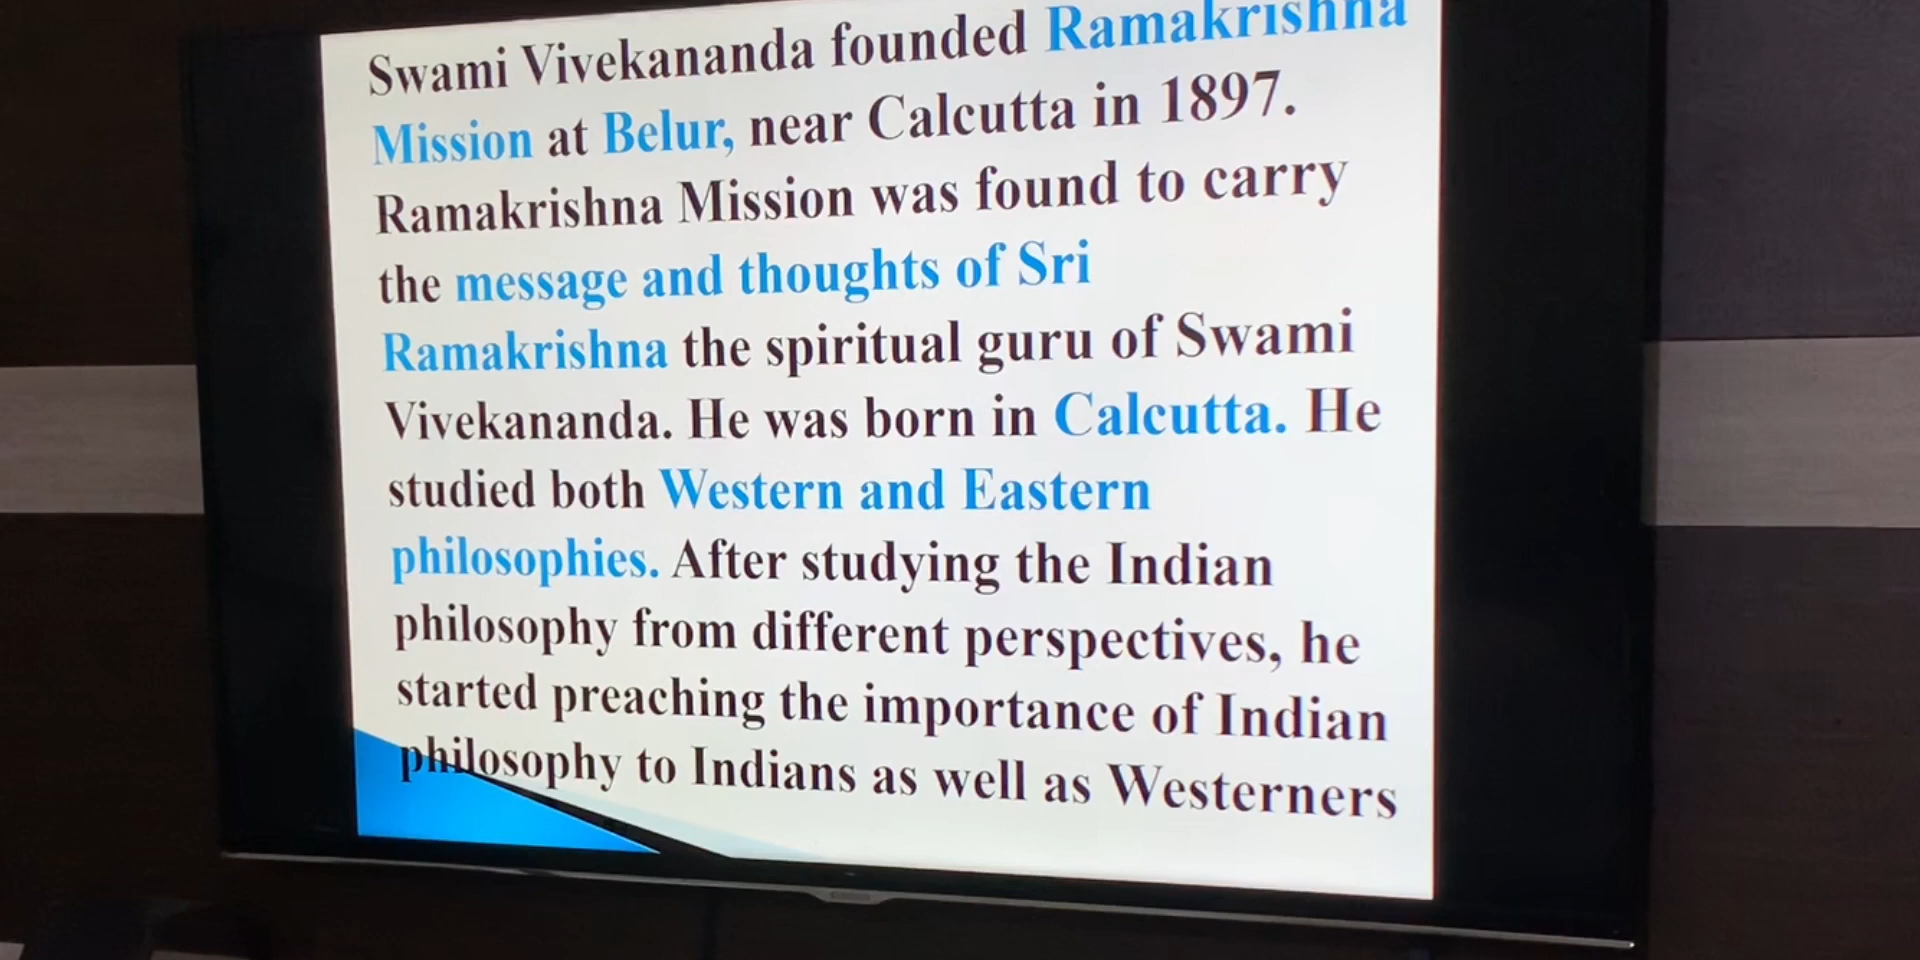 Swami Vivekananda founded Ramakrishna
Mission at Belur, near Calcutta in 1897.
Ramakrishna Mission was found to carry
the message and thoughts of Sri
Ramakrishna the spiritual guru of Swami
Vivekananda. He was born in Calcutta. He
studied both Western and Eastern
philosophies. After studying the Indian
philosophy from different perspectives, he
started preaching the importance of Indian
philosophy to Indians as well as Westerners